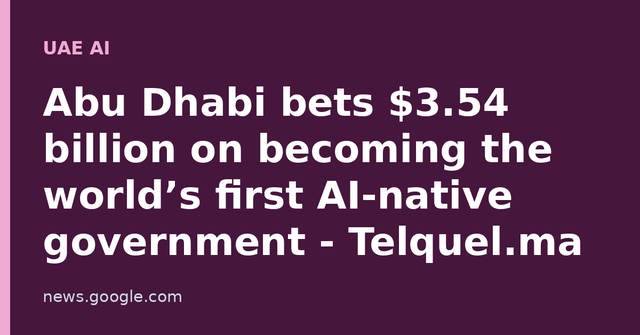 UAE AI
Abu Dhabi bets $3.54
billion on becoming the
world’s first AI-native
government - Telquel.ma
news.google.com